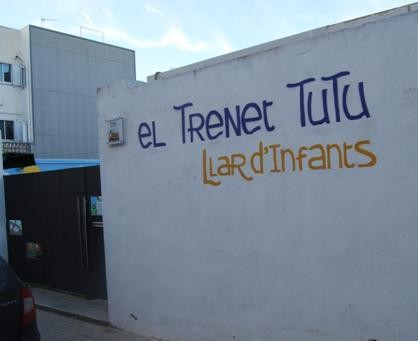 eL TReNeT TuTu
LLaR d'InfantS